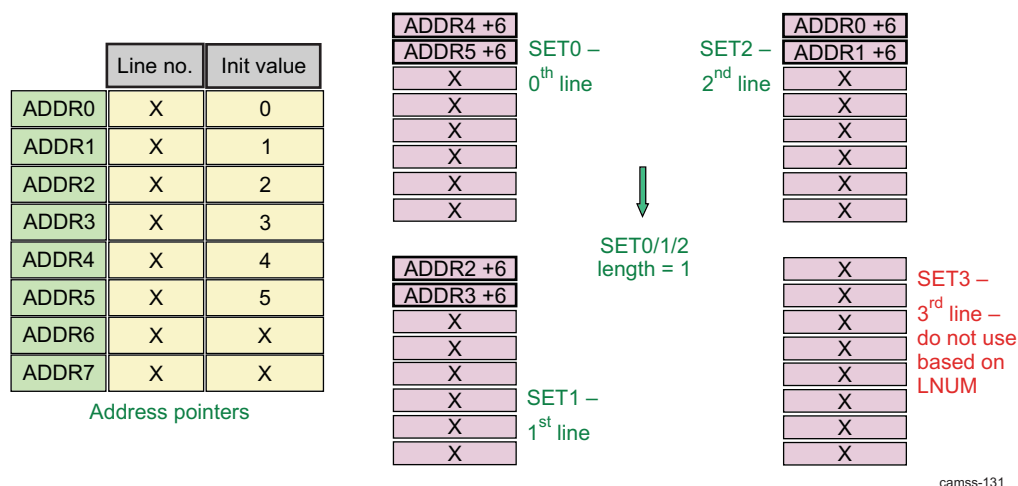 Line no. Init value
ADDR0 X 0
ADDR1 X 1
ADDR2 X 2
ADDR3 X 3
ADDR4 X 4
ADDR5 X 5
ADDR6 X X
ADDR7 X X
Address pointers
ADDR4 +6
ADDR5 +6
X
X
X
X
X
X
SET0 –
0th line
ADDR0 +6
ADDR1 +6
X
X
X
X
X
X
SET2 –
2nd line
SET0/1/2
length = 1
ADDR2 +6
ADDR3 +6
X
X
X
X
X
X
SET1 –
1st line
X
X
X
X
X
X
X
X
SET3 –
3rd line –
do not use
based on
LNUM
camss-131